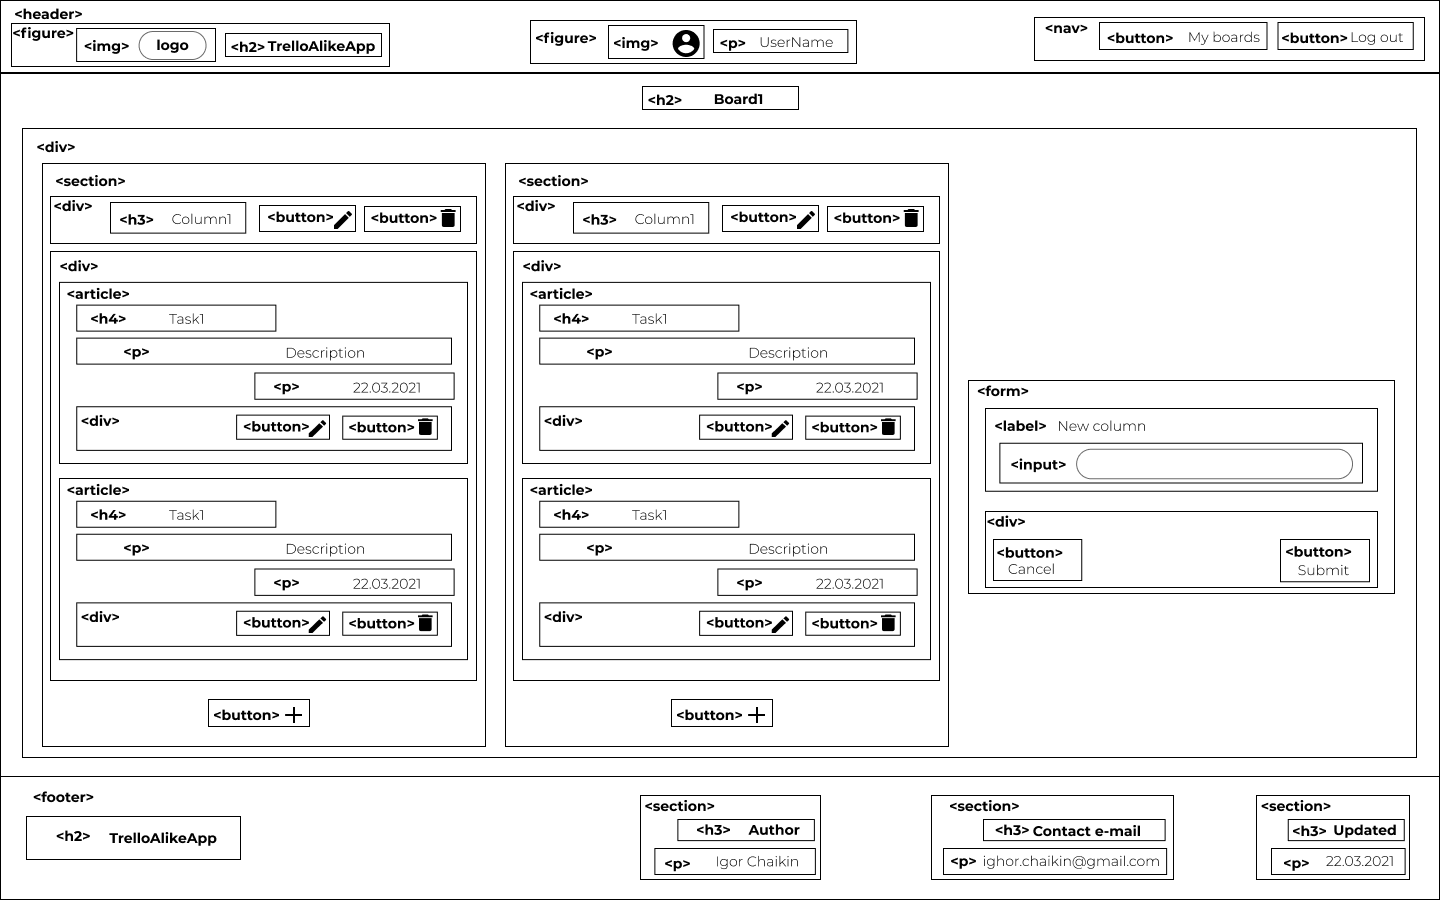 <header>
<figure>
<img> logo
<h2> TrelloAlikeApp
<figure>
<img>
<p> UserName
<nav>
<button> My boards
<button> Log out
<h2> Board1
<div>
<section>
<div>
<h3> Column1
<button>
<button>
<div>
<article>
<h4> Task1
<p> Description
<p> 22.03.2021
<div>
<button>
<button>
<article>
<h4> Task1
<p> Description
<p> 22.03.2021
<div>
<button>
<button>
<button>
<section>
<div>
<h3> Column1
<button>
<button>
<div>
<article>
<h4> Task1
<p> Description
<p> 22.03.2021
<div>
<button>
<button>
<article>
<h4> Task1
<p> Description
<p> 22.03.2021
<div>
<button>
<button>
<button>
<form>
<label> New column
<input>
<div>
<button>
Cancel
<button>
Submit
<footer>
<h2> TrelloAlikeApp
<section>
<h3> Author
<p> Igor Chaikin
<section>
<h3> Contact e-mail
<p> ighor.chaikin@gmail.com
<section>
<h3> Updated
<p> 22.03.2021